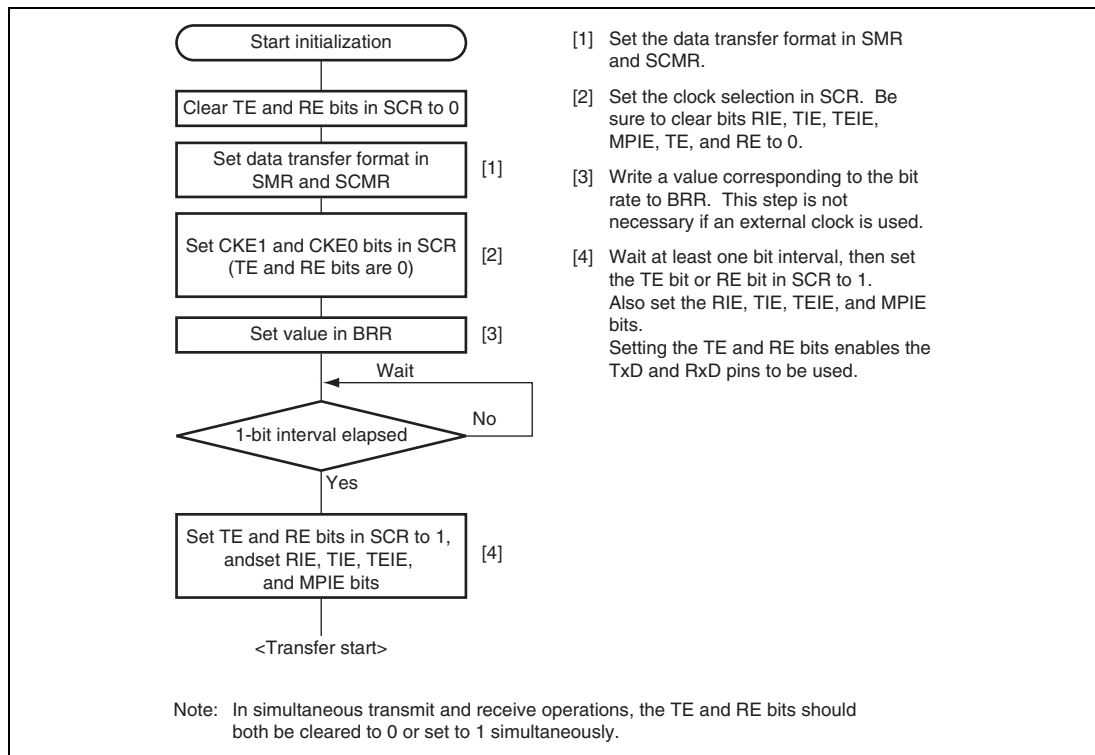 Start initialization
Clear TE and RE bits in SCR to 0
Set data transfer format in
SMR and SCMR
[1]
Set CKE1 and CKE0 bits in SCR
(TE and RE bits are 0)
[2]
Set value in BRR
[3]
Wait
No
1-bit interval elapsed
Yes
Set TE and RE bits in SCR to 1,
andset RIE, TIE, TEIE,
and MPIE bits
[4]
<Transfer start>
[1] Set the data transfer format in SMR
and SCMR.
[2] Set the clock selection in SCR. Be
sure to clear bits RIE, TIE, TEIE,
MPIE, TE, and RE to 0.
[3] Write a value corresponding to the bit
rate to BRR. This step is not
necessary if an external clock is used.
[4] Wait at least one bit interval, then set
the TE bit or RE bit in SCR to 1.
Also set the RIE, TIE, TEIE, and MPIE
bits.
Setting the TE and RE bits enables the
TxD and RxD pins to be used.
Note: In simultaneous transmit and receive operations, the TE and RE bits should
both be cleared to 0 or set to 1 simultaneously.